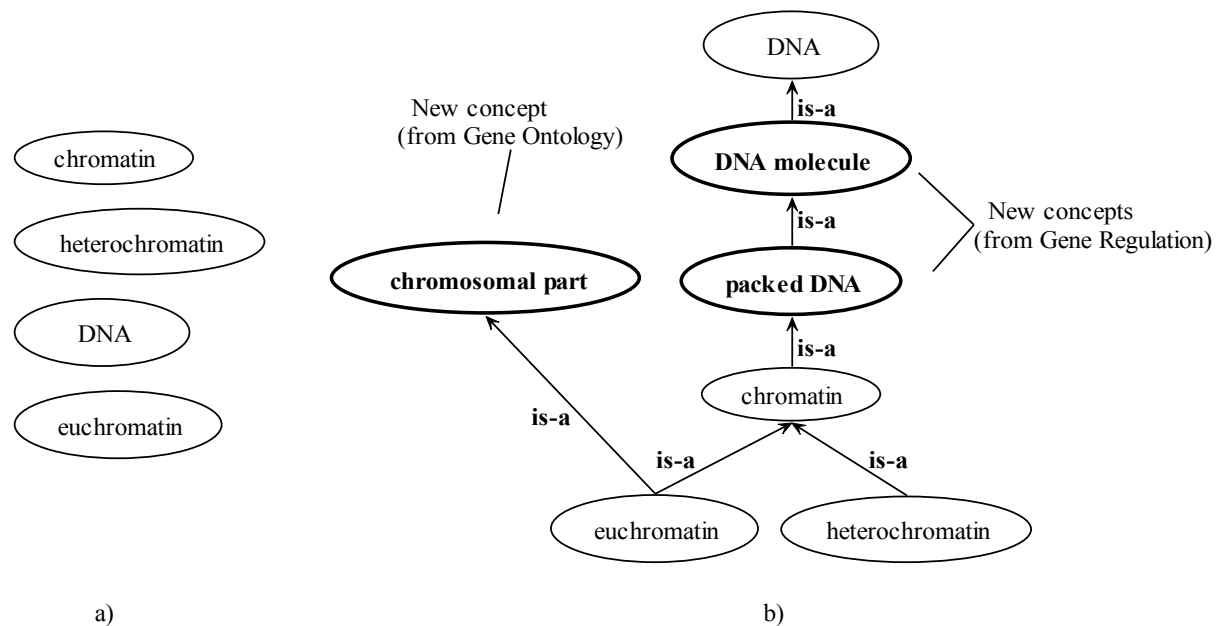 chromatin
heterochromatin
DNA
euchromatin
a)
New concept
(from Gene Ontology)
chromosomal part
is-a
DNA
is-a
DNA molecule
is-a
packed DNA
New concepts
(from Gene Regulation)
is-a
chromatin
is-a
is-a
euchromatin
heterochromatin
b)